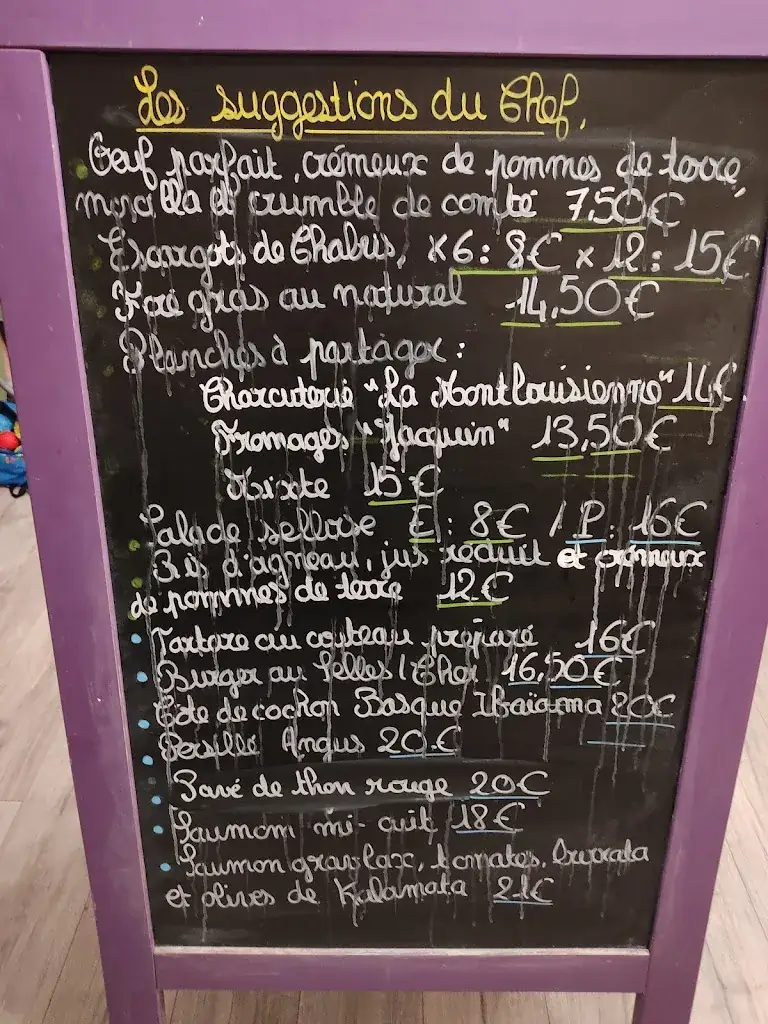 Les suggestions du Chef.
Oeuf parfait, crémeux de pommes de terre,
et crumble de comté 7,50€
Escargots de Chabris, x6: 8€ x 12: 15€
Foie gras au naturel 14,50€
Planches à partager:
Charcuterie "La Montlouisienne" 14€
Fromages "Jacquin" 13,50€
Mixte 15€
Salade selloise E: 8€ / P: 16€
Ris d'agneau, jus réduit et crémeux
de pommes de terre 12€
Tartare au couteau préparé 16€
Burger au Selles/Cher 16,50€
Côte de cochon Basque Ibaïama 20€
Persillé Angus 20€
Pavé de thon rouge 20€
Saumon mi-cuit 18€
Saumon gravlax, tomates, burrata
et olives de Kalamata 21€